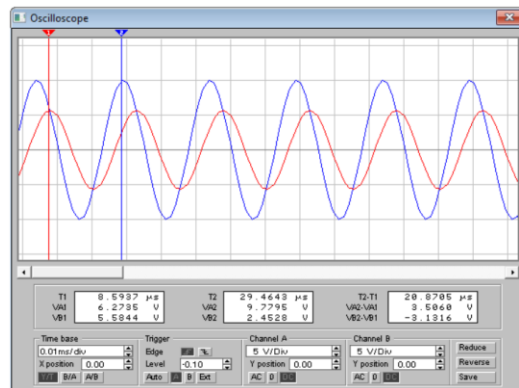 Oscilloscope
1 2
T1 8.5937 µs T2 29.4643 µs T2-T1 20.8705 µs
VA1 6.2735 V VA2 9.7795 V VA2-VA1 3.5060 V
VB1 5.5844 V VB2 2.4528 V VB2-VB1 -3.1316 V
Time base Trigger Channel A Channel B
0.01ms/div Edge 5 V/Div 5 V/Div Reduce
X position 0.00 Level -0.10 Y position 0.00 Y position 0.00 Reverse
Y/T B/A A/B Auto A B Ext AC 0 DC AC 0 DC Save